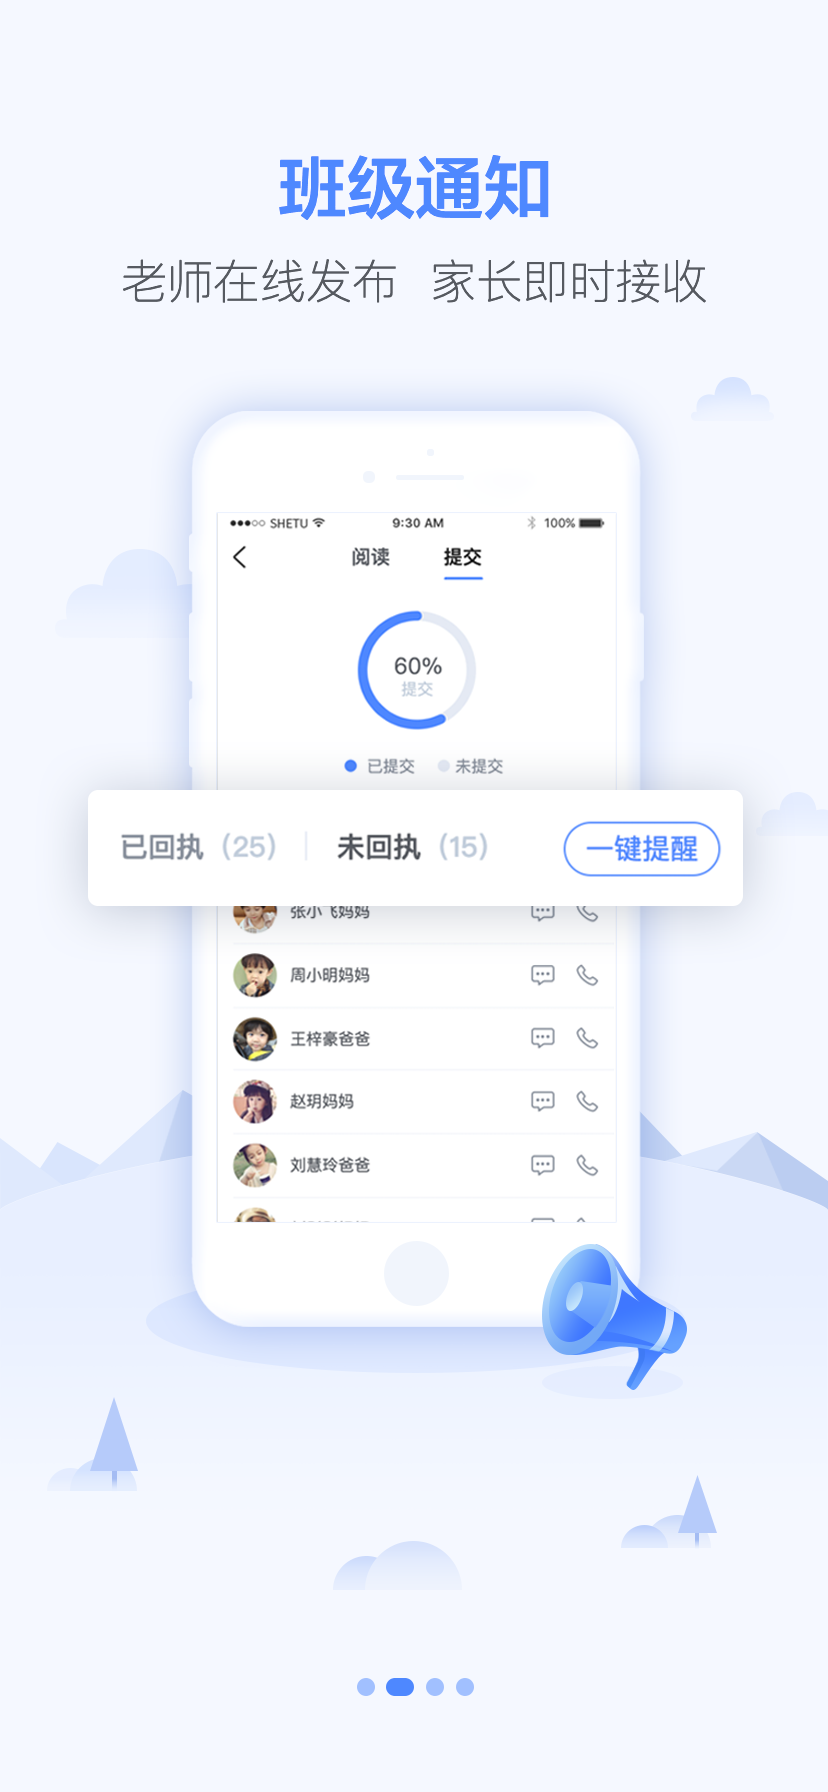 班级通知
老师在线发布 家长即时接收
SHETU 9:30 AM 100%
阅读 提交
60%
提交
已提交 未提交
已回执（25） 未回执（15） 一键提醒
张小飞妈妈
周小明妈妈
王梓豪爸爸
赵玥妈妈
刘慧玲爸爸